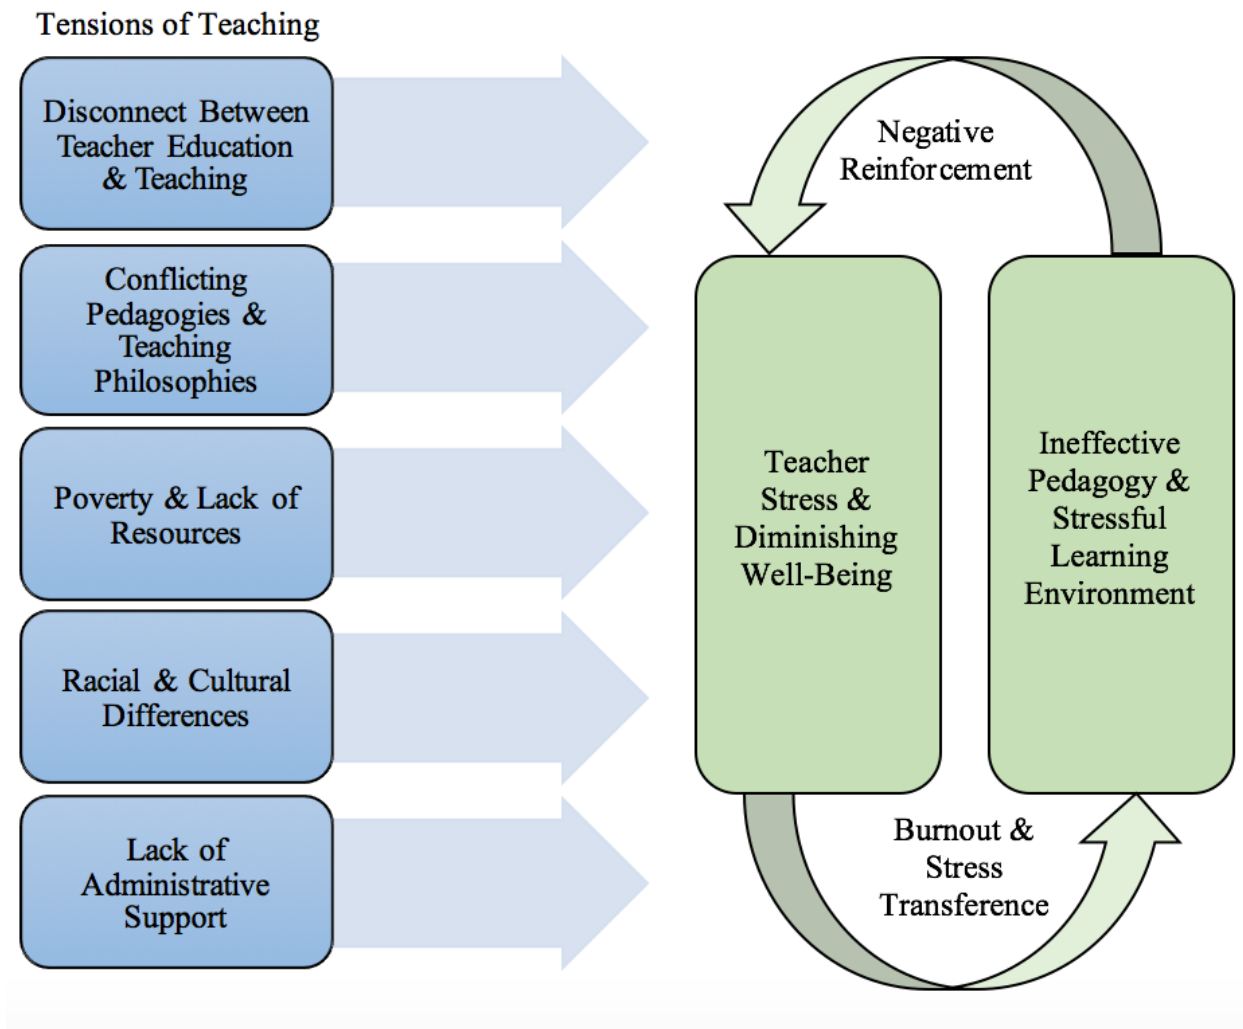 Tensions of Teaching
Disconnect Between
Teacher Education
& Teaching
Conflicting
Pedagogies &
Teaching
Philosophies
Poverty & Lack of
Resources
Racial & Cultural
Differences
Lack of
Administrative
Support
Negative
Reinforcement
Teacher
Stress &
Diminishing
Well-Being
Ineffective
Pedagogy &
Stressful
Learning
Environment
Burnout &
Stress
Transference